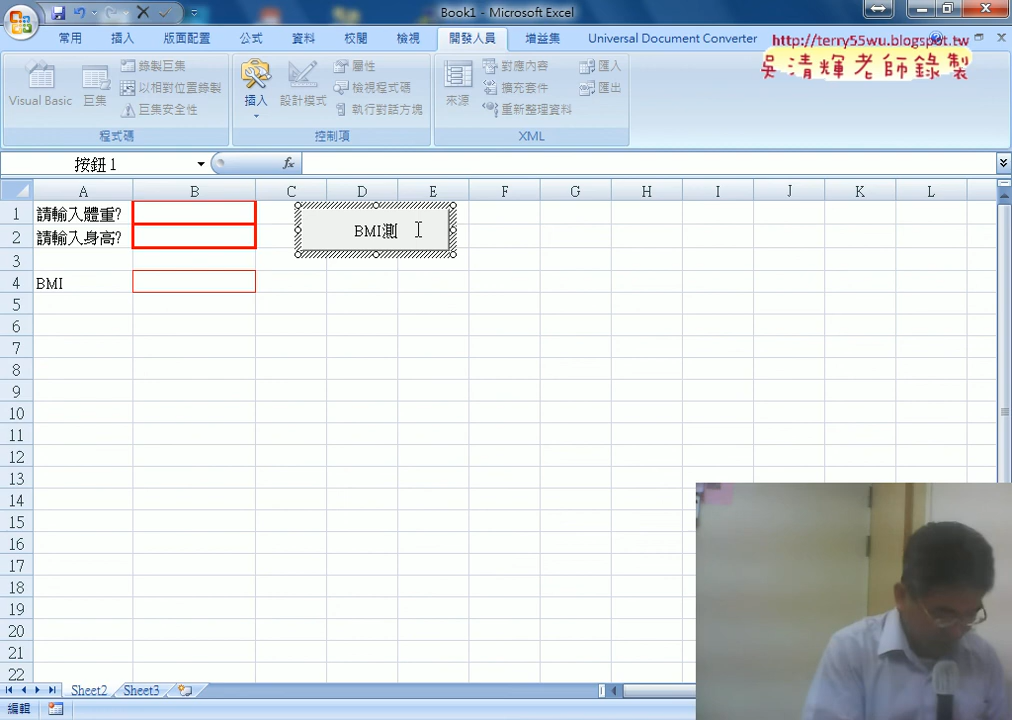 Book1 - Microsoft Excel
常用 插入 版面配置 公式 資料 校閱 檢視 開發人員 增益集 Universal Document Converter
http://terry55wu.blogspot.tw
吳清輝老師錄製
Visual Basic
巨集
錄製巨集
以相對位置錄製
巨集安全性
程式碼
插入
設計模式
屬性
檢視程式碼
執行對話方塊
控制項
來源
對應內容
擴充套件
重新整理資料
匯入
匯出
XML
按鈕 1
fx
A B C D E F G H I J K L
1 請輸入體重?
BMI測
2 請輸入身高?
3
4 BMI
5
6
7
8
9
10
11
12
13
14
15
16
17
18
19
20
21
22
Sheet2 Sheet3
編輯